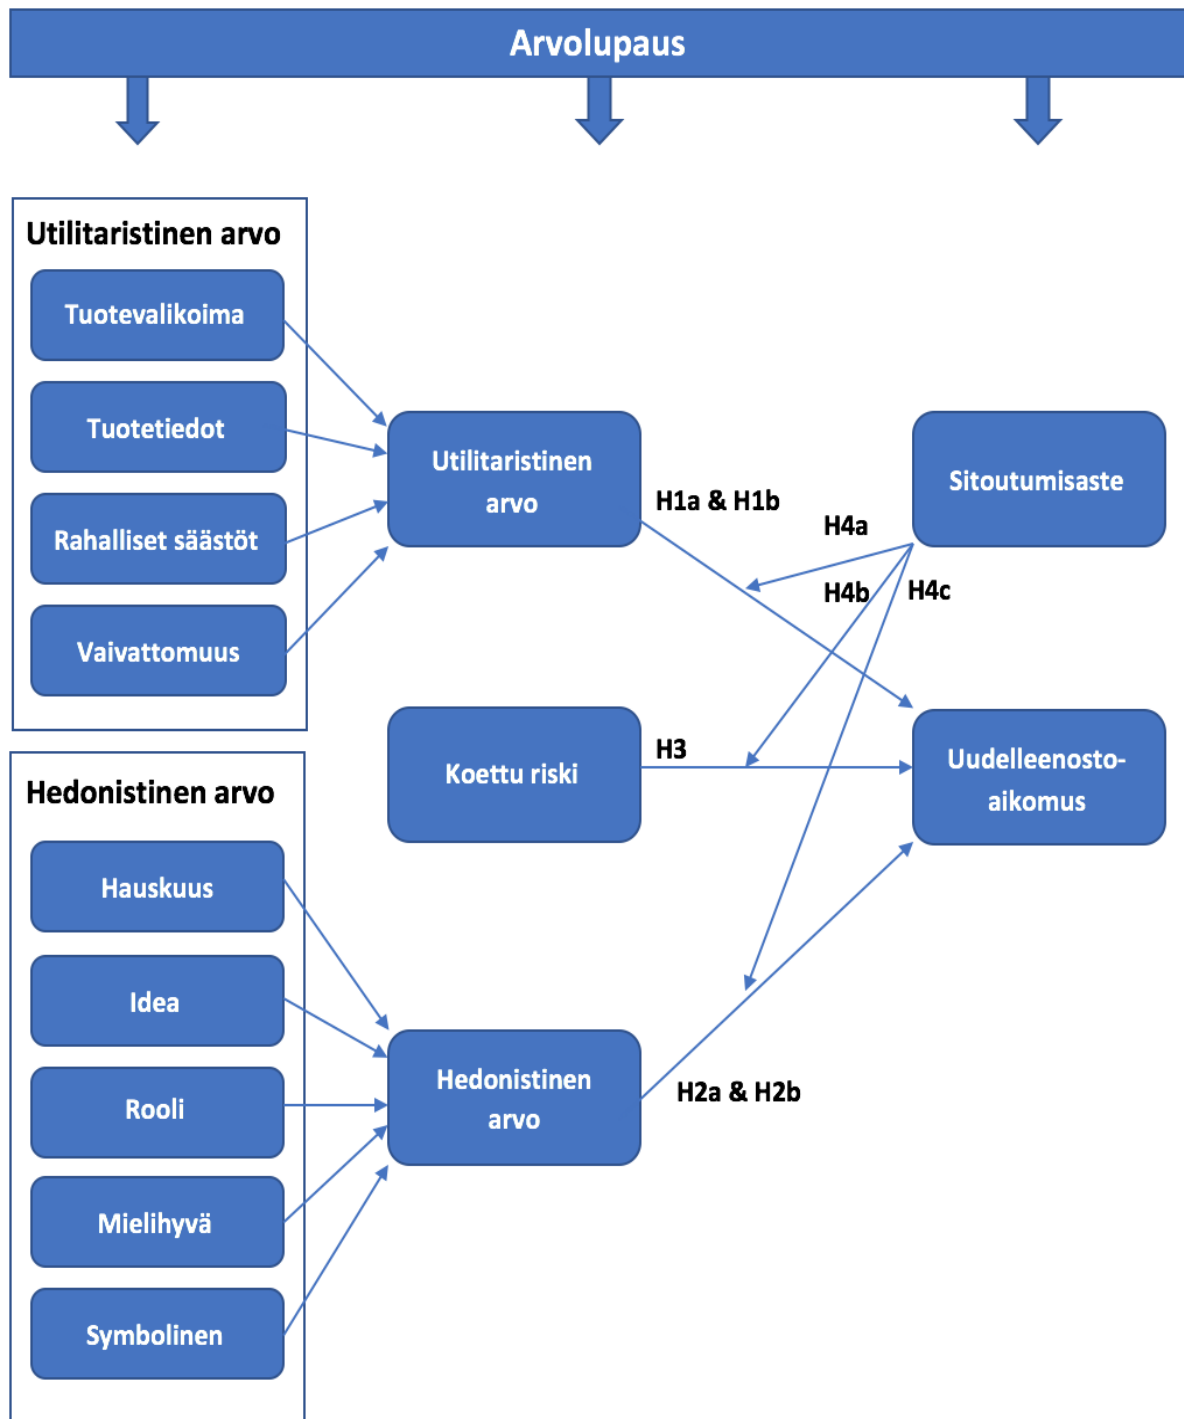 Arvolupaus
Utilitaristinen arvo
Tuotevalikoima
Tuotetiedot
Rahalliset säästöt
Vaivattomuus
Hedonistinen arvo
Hauskuus
Idea
Rooli
Mielihyvä
Symbolinen
Utilitaristinen
arvo
Koettu riski
Hedonistinen
arvo
H1a & H1b
H3
H2a & H2b
H4a
H4b
H4c
Sitoutumisaste
Uudelleenosto-
aikomus